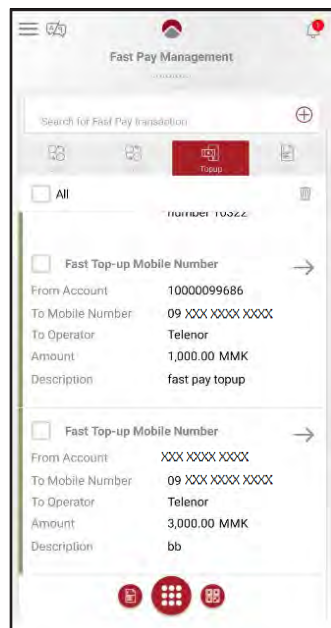 1
Fast Pay Management
Search for Fast Pay transaction
Topup
All
number 10322
Fast Top-up Mobile Number
From Account 10000099686
To Mobile Number 09 XXX XXXX XXXX
To Operator Telenor
Amount 1,000.00 MMK
Description fast pay topup
Fast Top-up Mobile Number
From Account XXX XXXX XXXX
To Mobile Number 09 XXX XXXX XXXX
To Operator Telenor
Amount 3,000.00 MMK
Description bb